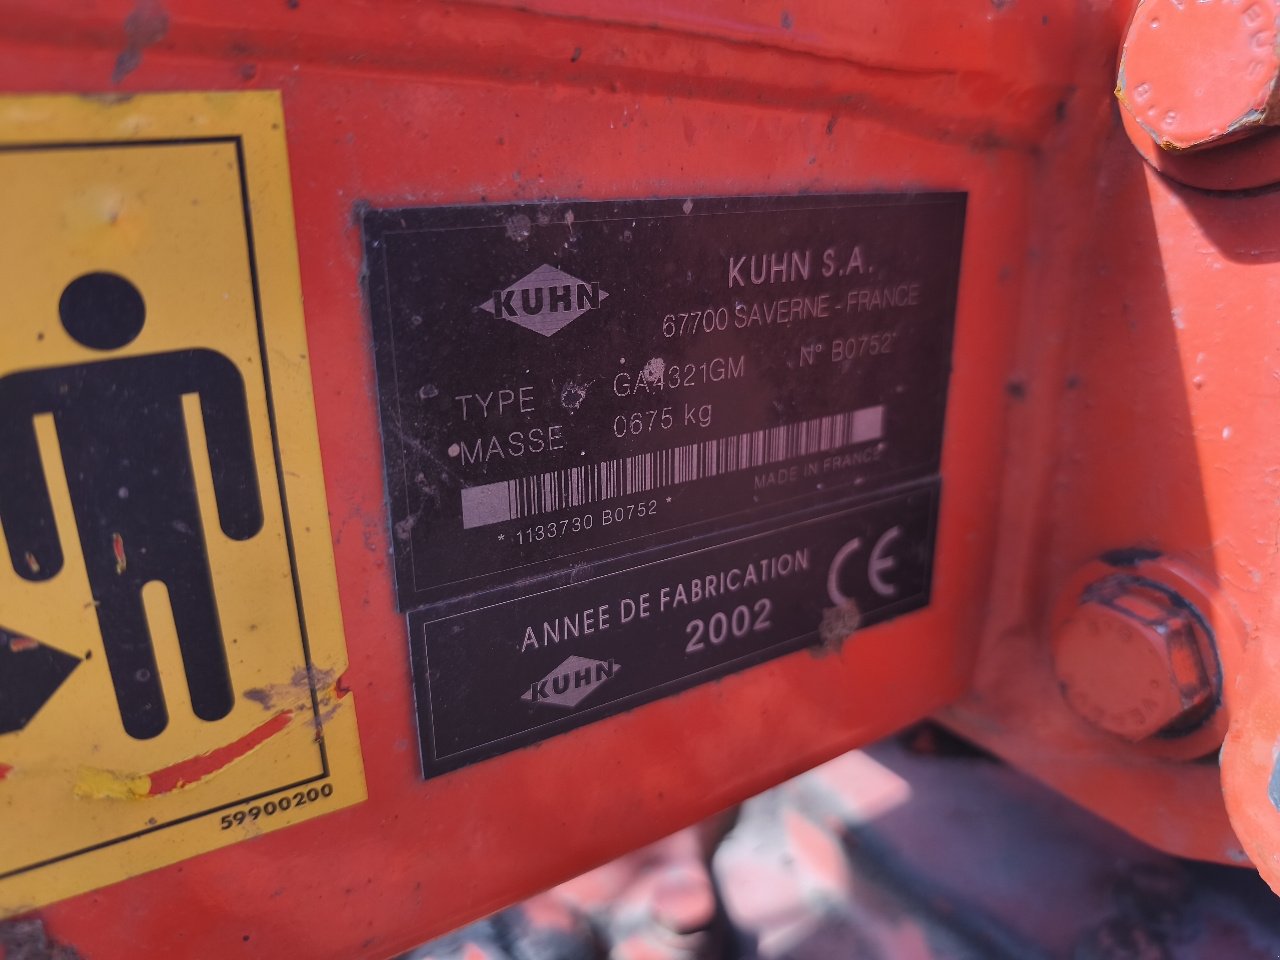 KUHN
KUHN S.A.
67700 SAVERNE - FRANCE
TYPE GA4321GM N° B0752*
MASSE 0675 kg
MADE IN FRANCE
* 1133730 B0752 *
ANNÉE DE FABRICATION
2002
CE
KUHN
59900200